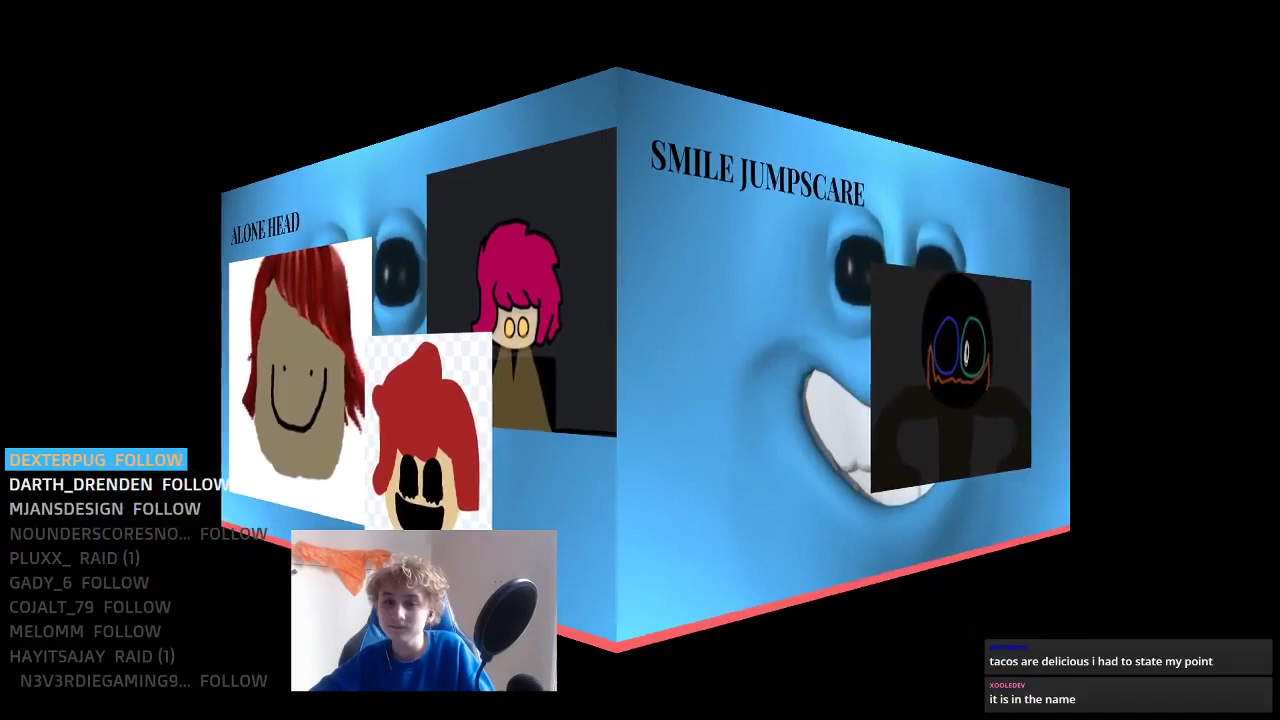 SMILE JUMPSCARE
ALONE HEAD
DEXTERPUG FOLLOW
DARTH_DRENDEN FOLLOW
MJANSDESIGN FOLLOW
NOUNDERSCORESNO... FOLLOW
PLUXX_ RAID (1)
GADY_6 FOLLOW
COJALT_79 FOLLOW
MELOMM FOLLOW
HAYITSAJAY RAID (1)
N3V3RDIEGAMING9... FOLLOW
tacos are delicious i had to state my point
XOOLEDEV
it is in the name